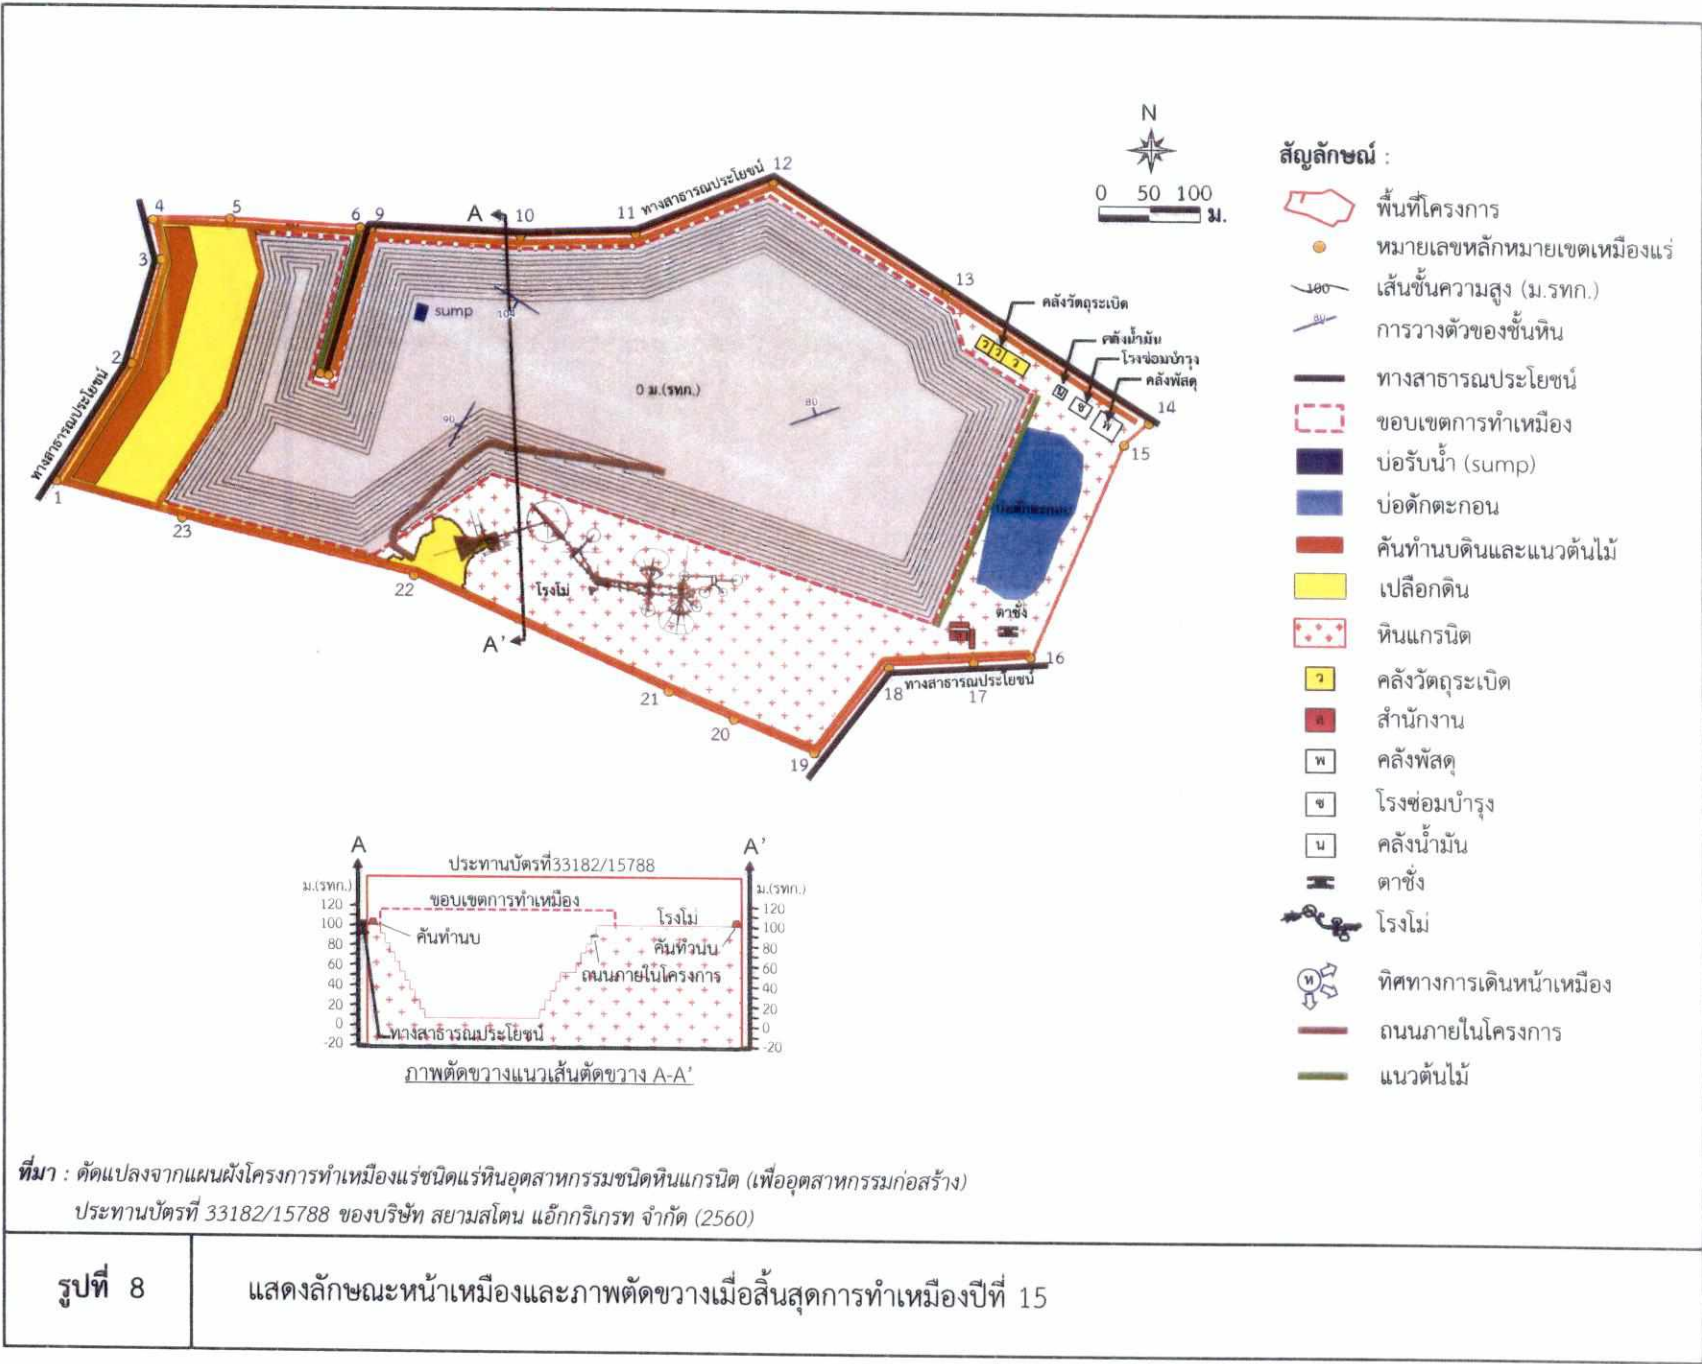 N
0 50 100
ม.
สัญลักษณ์ :
พื้นที่โครงการ
หมายเลขหลักหมายเขตเหมืองแร่
100 เส้นชั้นความสูง (ม.รทก.)
80 การวางตัวของชั้นหิน
ทางสาธารณประโยชน์
ขอบเขตการทำเหมือง
บ่อรับน้ำ (sump)
บ่อดักตะกอน
คันทำนบดินและแนวต้นไม้
เปลือกดิน
หินแกรนิต
ว คลังวัตถุระเบิด
ส สำนักงาน
พ คลังพัสดุ
ซ โรงซ่อมบำรุง
น คลังน้ำมัน
ตาชั่ง
โรงโม่
ห ทิศทางการเดินหน้าเหมือง
ถนนภายในโครงการ
แนวต้นไม้
ทางสาธารณประโยชน์ 12
4 5 6 9 A 10 11
3
13
คลังวัตถุระเบิด
ว ว ว
คลังน้ำมัน
โรงซ่อมบำรุง
คลังพัสดุ
น ซ พ
14
15
sump
104
0 ม.(รทก.)
80
90
2
ทางสาธารณประโยชน์
1
23
22
โรงโม่
A'
ตาชั่ง
16
ทางสาธารณประโยชน์
18 17
21
20
19
A A'
ประทานบัตรที่33182/15788
ม.(รทก.) ม.(รทก.)
ขอบเขตการทำเหมือง
120 120
100 100
80 80
60 60
40 40
20 20
0 0
-20 -20
โรงโม่
คันทำนบ
ถนนภายในโครงการ
ทางสาธารณประโยชน์
ภาพตัดขวางแนวเส้นตัดขวาง A-A'
ที่มา : ดัดแปลงจากแผนผังโครงการทำเหมืองแร่ชนิดแร่หินอุตสาหกรรมชนิดหินแกรนิต (เพื่ออุตสาหกรรมก่อสร้าง)
ประทานบัตรที่ 33182/15788 ของบริษัท สยามสโตน แอ๊กกริเกรท จำกัด (2560)
รูปที่ 8 แสดงลักษณะหน้าเหมืองและภาพตัดขวางเมื่อสิ้นสุดการทำเหมืองปีที่ 15